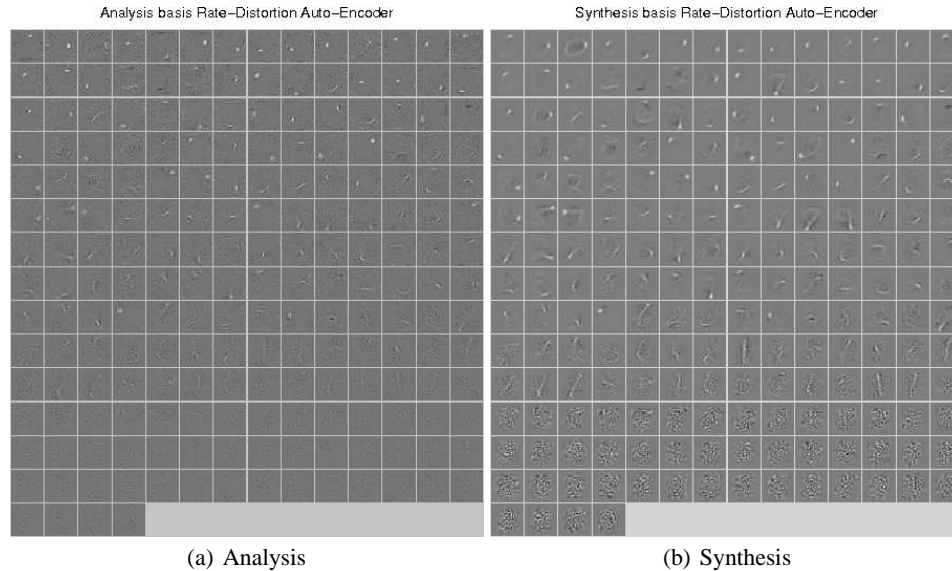 Analysis basis Rate-Distortion Auto-Encoder
Synthesis basis Rate-Distortion Auto-Encoder
(a) Analysis
(b) Synthesis